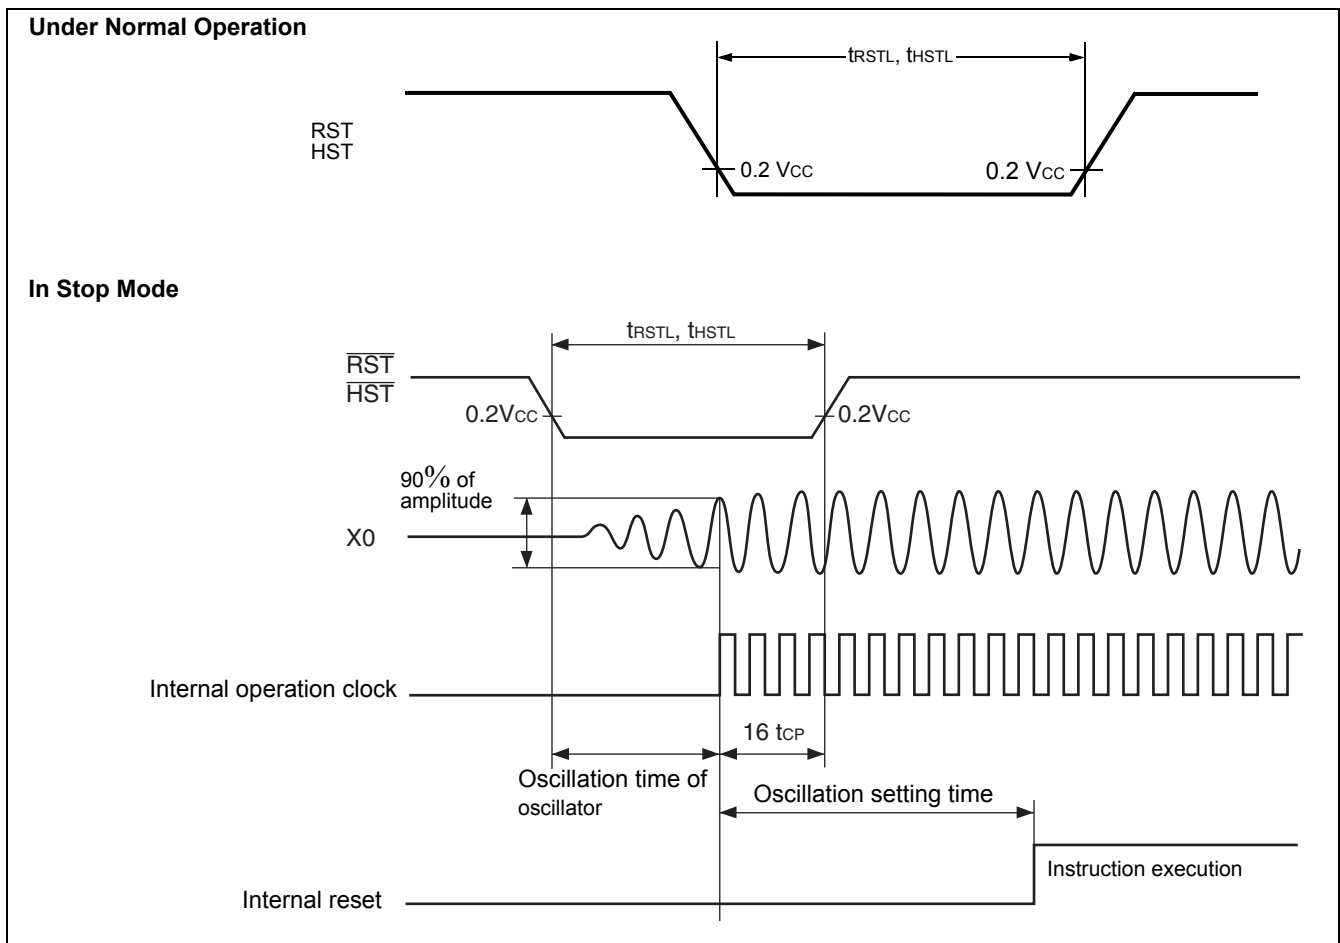 Under Normal Operation
tRSTL, tHSTL
RST
HST
0.2 VCC
0.2 VCC
In Stop Mode
tRSTL, tHSTL
RST
HST
0.2VCC
0.2VCC
90% of
amplitude
X0
Internal operation clock
16 tCP
Oscillation time of
oscillator
Oscillation setting time
Instruction execution
Internal reset